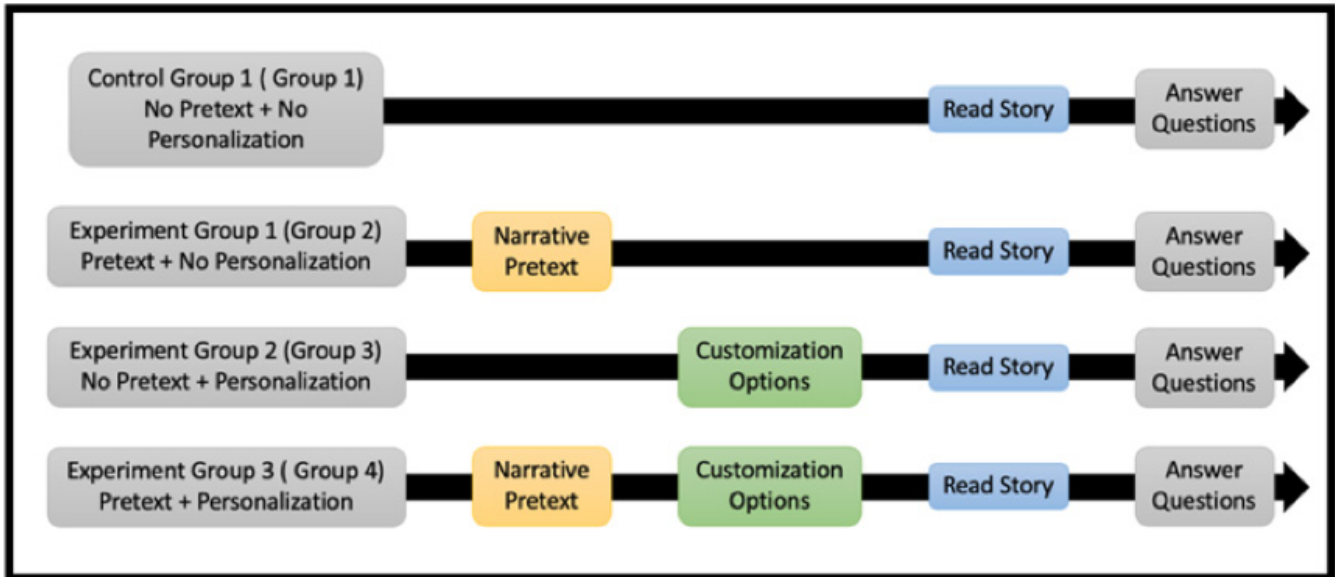 Control Group 1 ( Group 1)
No Pretext + No
Personalization
Read Story
Answer
Questions
Experiment Group 1 (Group 2)
Pretext + No Personalization
Narrative
Pretext
Read Story
Answer
Questions
Experiment Group 2 (Group 3)
No Pretext + Personalization
Customization
Options
Read Story
Answer
Questions
Experiment Group 3 ( Group 4)
Pretext + Personalization
Narrative
Pretext
Customization
Options
Read Story
Answer
Questions